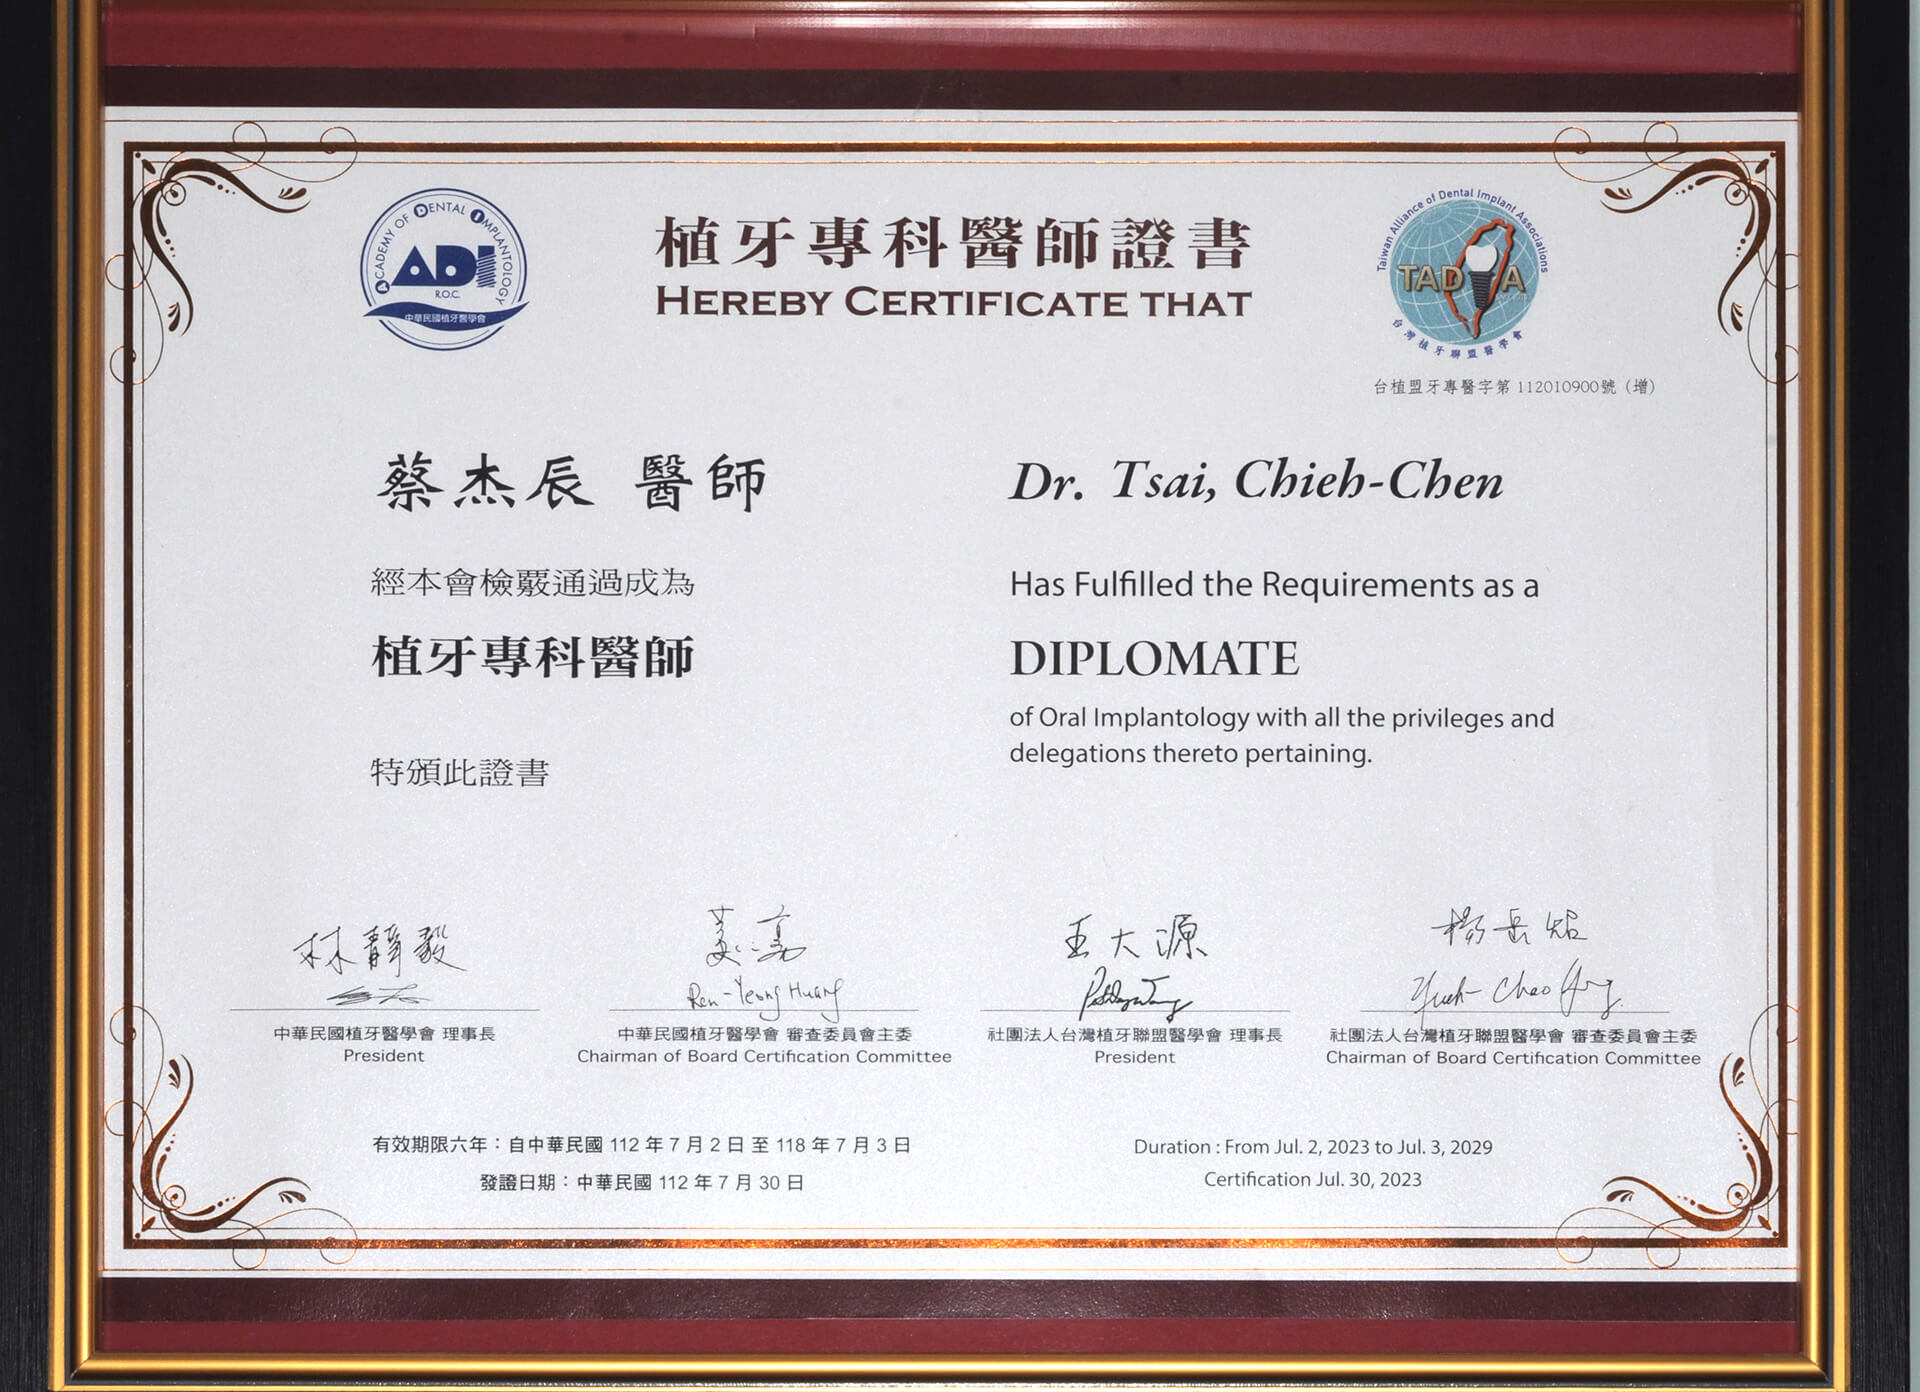 ACADEMY OF DENTAL IMPLANTOLOGY
ADI
R.O.C.
中華民國植牙醫學會
植牙專科醫師證書
HEREBY CERTIFICATE THAT
Taiwan Alliance of Dental Implant Associations
TADIA
台灣植牙聯盟醫學會
台植盟牙專醫字第 112010900號（增）
蔡杰辰 醫師
Dr. Tsai, Chieh-Chen
經本會檢覈通過成為
Has Fulfilled the Requirements as a
植牙專科醫師
DIPLOMATE
of Oral Implantology with all the privileges and
delegations thereto pertaining.
特頒此證書
林靜毅
王大源
Ren-Yeong Huang
中華民國植牙醫學會 理事長
President
中華民國植牙醫學會 審查委員會主委
Chairman of Board Certification Committee
社團法人台灣植牙聯盟醫學會 理事長
President
社團法人台灣植牙聯盟醫學會 審查委員會主委
Chairman of Board Certification Committee
有效期限六年：自中華民國 112 年 7 月 2 日 至 118 年 7 月 3 日
Duration : From Jul. 2, 2023 to Jul. 3, 2029
發證日期：中華民國 112 年 7 月 30 日
Certification Jul. 30, 2023